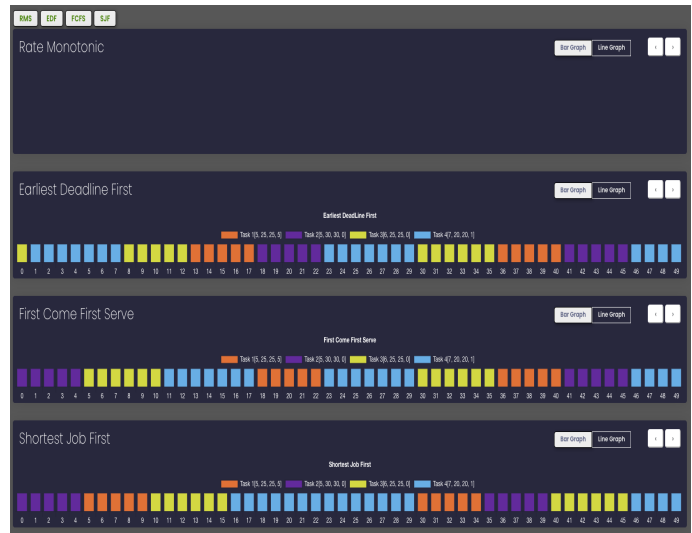 RMS EDF FCFS SJF
Rate Monotonic
Bar Graph Line Graph ‹ ›
Earliest Deadline First
Bar Graph Line Graph ‹ ›
Earliest DeadLine First
Task 1[5, 25, 25, 5] Task 2[5, 30, 30, 0] Task 3[6, 25, 25, 0] Task 4[7, 20, 20, 1]
0 1 2 3 4 5 6 7 8 9 10 11 12 13 14 15 16 17 18 19 20 21 22 23 24 25 26 27 28 29 30 31 32 33 34 35 36 37 38 39 40 41 42 43 44 45 46 47 48 49
First Come First Serve
Bar Graph Line Graph ‹ ›
First Come First Serve
Task 1[5, 25, 25, 5] Task 2[5, 30, 30, 0] Task 3[6, 25, 25, 0] Task 4[7, 20, 20, 1]
0 1 2 3 4 5 6 7 8 9 10 11 12 13 14 15 16 17 18 19 20 21 22 23 24 25 26 27 28 29 30 31 32 33 34 35 36 37 38 39 40 41 42 43 44 45 46 47 48 49
Shortest Job First
Bar Graph Line Graph ‹ ›
Shortest Job First
Task 1[5, 25, 25, 5] Task 2[5, 30, 30, 0] Task 3[6, 25, 25, 0] Task 4[7, 20, 20, 1]
0 1 2 3 4 5 6 7 8 9 10 11 12 13 14 15 16 17 18 19 20 21 22 23 24 25 26 27 28 29 30 31 32 33 34 35 36 37 38 39 40 41 42 43 44 45 46 47 48 49